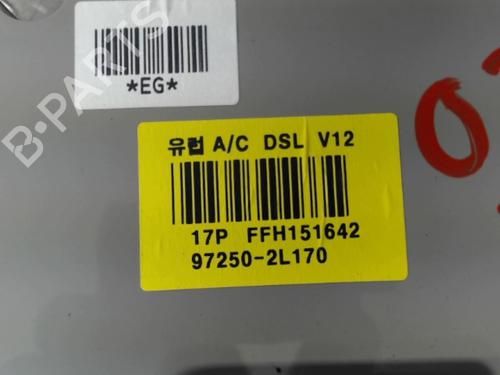 B-PARTS
*EG*
유럽 A/C DSL V12
17P FFH151642
97250-2L170